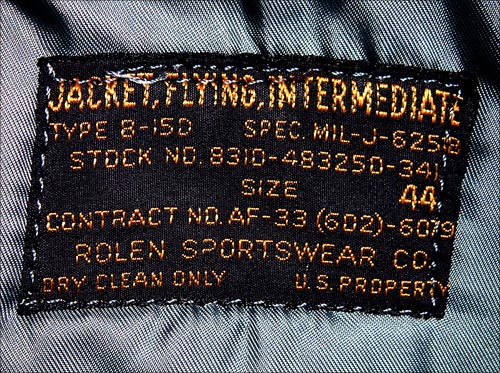 JACKET, FLYING, INTERMEDIATE
TYPE B-15D SPEC. MIL-J-6251B
STOCK NO. 8310-483250-341
SIZE 44
CONTRACT NO. AF-33 (602)-6079
ROLEN SPORTSWEAR CO.
DRY CLEAN ONLY U.S. PROPERTY